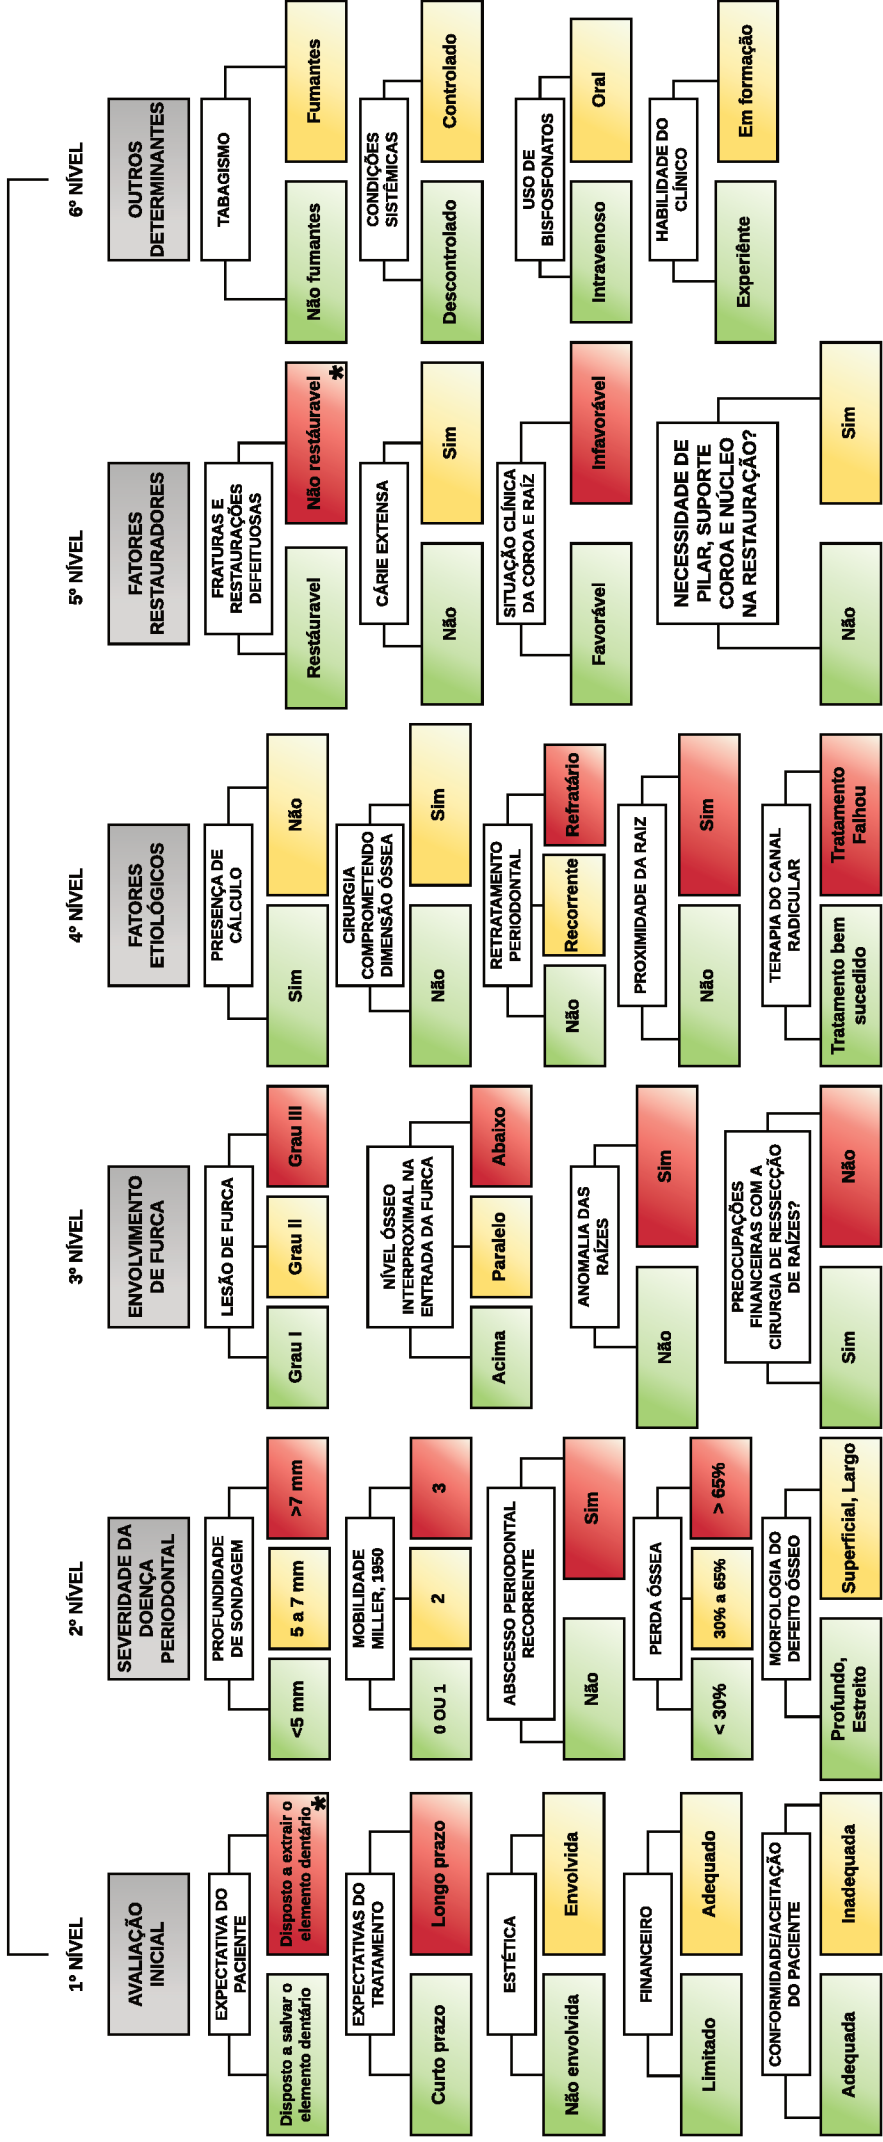 1º NÍVEL
AVALIAÇÃO
INICIAL
EXPECTATIVA DO
PACIENTE
Disposto a salvar o
elemento dentário
Disposto a extrair o
elemento dentário
*
EXPECTATIVAS DO
TRATAMENTO
Curto prazo
Longo prazo
ESTÉTICA
Não envolvida
Envolvida
FINANCEIRO
Limitado
Adequado
CONFORMIDADE/ACEITAÇÃO
DO PACIENTE
Adequada
Inadequada
2º NÍVEL
SEVERIDADE DA
DOENÇA
PERIODONTAL
PROFUNDIDADE
DE SONDAGEM
<5 mm
5 a 7 mm
>7 mm
MOBILIDADE
MILLER, 1950
0 OU 1
2
3
ABSCESSO PERIODONTAL
RECORRENTE
Não
Sim
PERDA ÓSSEA
< 30%
30% a 65%
> 65%
MORFOLOGIA DO
DEFEITO ÓSSEO
Profundo,
Estreito
Superficial, Largo
3º NÍVEL
ENVOLVIMENTO
DE FURCA
LESÃO DE FURCA
Grau I
Grau II
Grau III
NÍVEL ÓSSEO
INTERPROXIMAL NA
ENTRADA DA FURCA
Acima
Paralelo
Abaixo
ANOMALIA DAS
RAÍZES
Não
Sim
PREOCUPAÇÕES
FINANCEIRAS COM A
CIRURGIA DE RESSECÇÃO
DE RAÍZES?
Sim
Não
4º NÍVEL
FATORES
ETIOLÓGICOS
PRESENÇA DE
CÁLCULO
Sim
Não
CIRURGIA
COMPROMETENDO
DIMENSÃO ÓSSEA
Não
Sim
RETRATAMENTO
PERIODONTAL
Não
Recorrente
Refratário
PROXIMIDADE DA RAIZ
Não
Sim
TERAPIA DO CANAL
RADICULAR
Tratamento bem
sucedido
Tratamento
Falhou
5º NÍVEL
FATORES
RESTAURADORES
FRATURAS E
RESTAURAÇÕES
DEFEITUOSAS
Restáuravel
Não restáuravel
*
CÁRIE EXTENSA
Não
Sim
SITUAÇÃO CLÍNICA
DA COROA E RAÍZ
Favorável
Infavorável
NECESSIDADE DE
PILAR, SUPORTE
COROA E NÚCLEO
NA RESTAURAÇÃO?
Não
Sim
6º NÍVEL
OUTROS
DETERMINANTES
TABAGISMO
Não fumantes
Fumantes
CONDIÇÕES
SISTÊMICAS
Descontrolado
Controlado
USO DE
BISFOSFONATOS
Intravenoso
Oral
HABILIDADE DO
CLÍNICO
Experiênte
Em formação